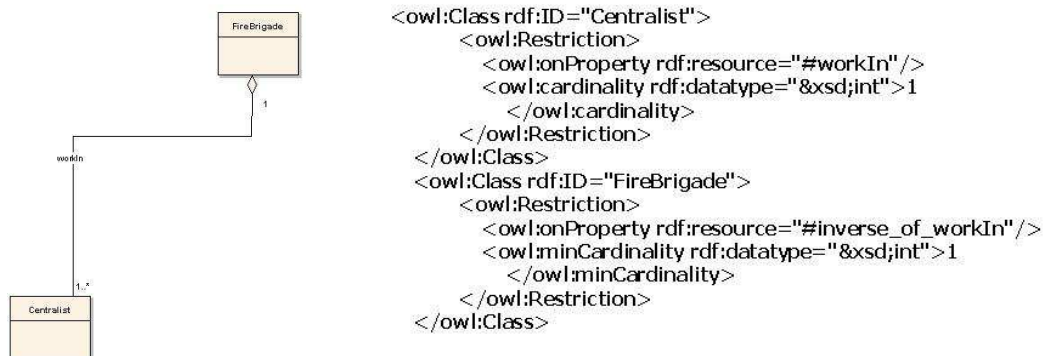 FireBrigade
1
workIn
1..*
Centralist
<owl:Class rdf:ID="Centralist">
<owl:Restriction>
<owl:onProperty rdf:resource="#workIn"/>
<owl:cardinality rdf:datatype="&xsd;int">1
</owl:cardinality>
</owl:Restriction>
</owl:Class>
<owl:Class rdf:ID="FireBrigade">
<owl:Restriction>
<owl:onProperty rdf:resource="#inverse_of_workIn"/>
<owl:minCardinality rdf:datatype="&xsd;int">1
</owl:minCardinality>
</owl:Restriction>
</owl:Class>